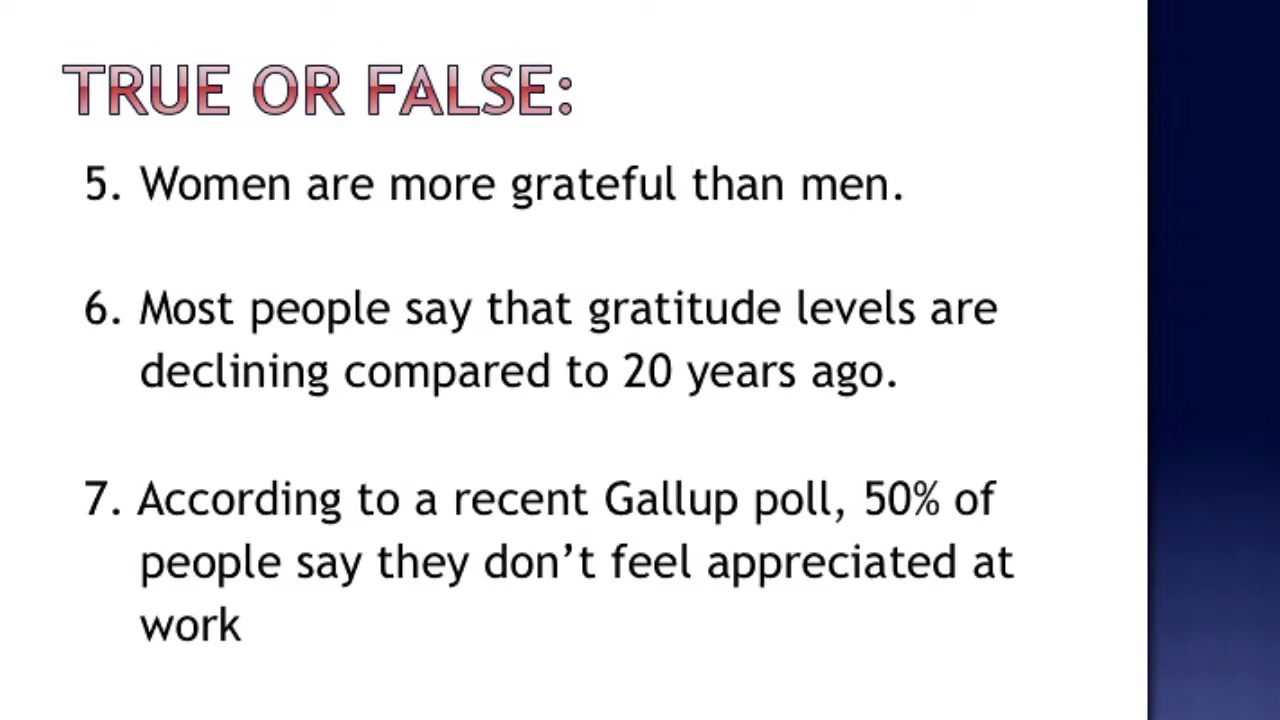 TRUE OR FALSE:
5. Women are more grateful than men.
6. Most people say that gratitude levels are
declining compared to 20 years ago.
7. According to a recent Gallup poll, 50% of
people say they don’t feel appreciated at
work